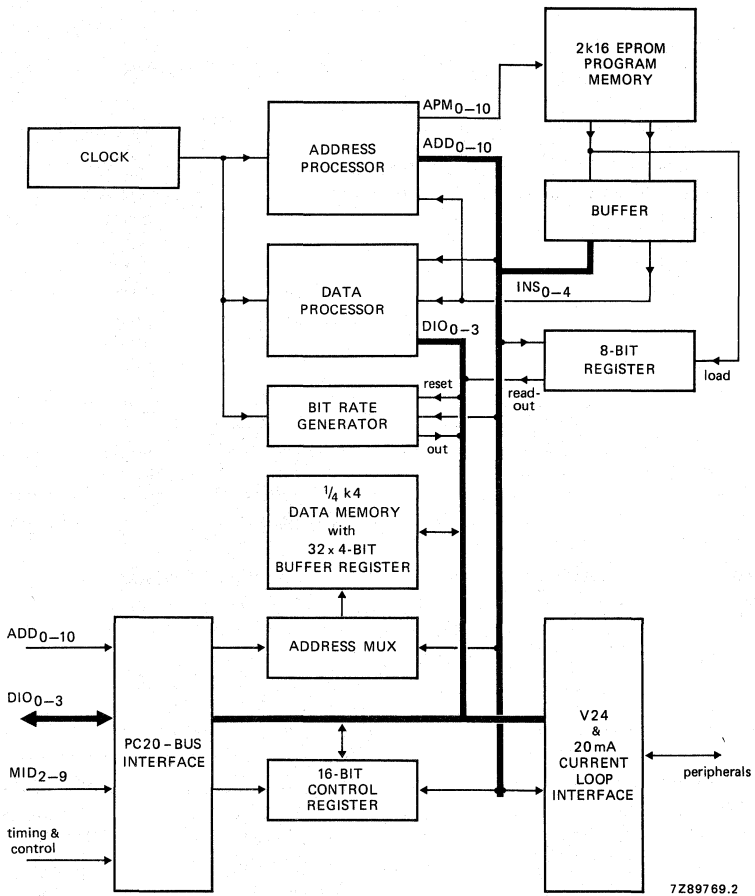 2k16 EPROM
PROGRAM
MEMORY
APM0–10
CLOCK
ADDRESS
PROCESSOR
ADD0–10
BUFFER
DATA
PROCESSOR
INS0–4
DIO0–3
8-BIT
REGISTER
load
read-
out
reset
BIT RATE
GENERATOR
out
1/4 k4
DATA MEMORY
with
32 x 4-BIT
BUFFER REGISTER
ADD0–10
ADDRESS MUX
DIO0–3
PC20–BUS
INTERFACE
V24
&
20 mA
CURRENT
LOOP
INTERFACE
peripherals
MID2–9
16-BIT
CONTROL
REGISTER
timing &
control
7Z89769.2